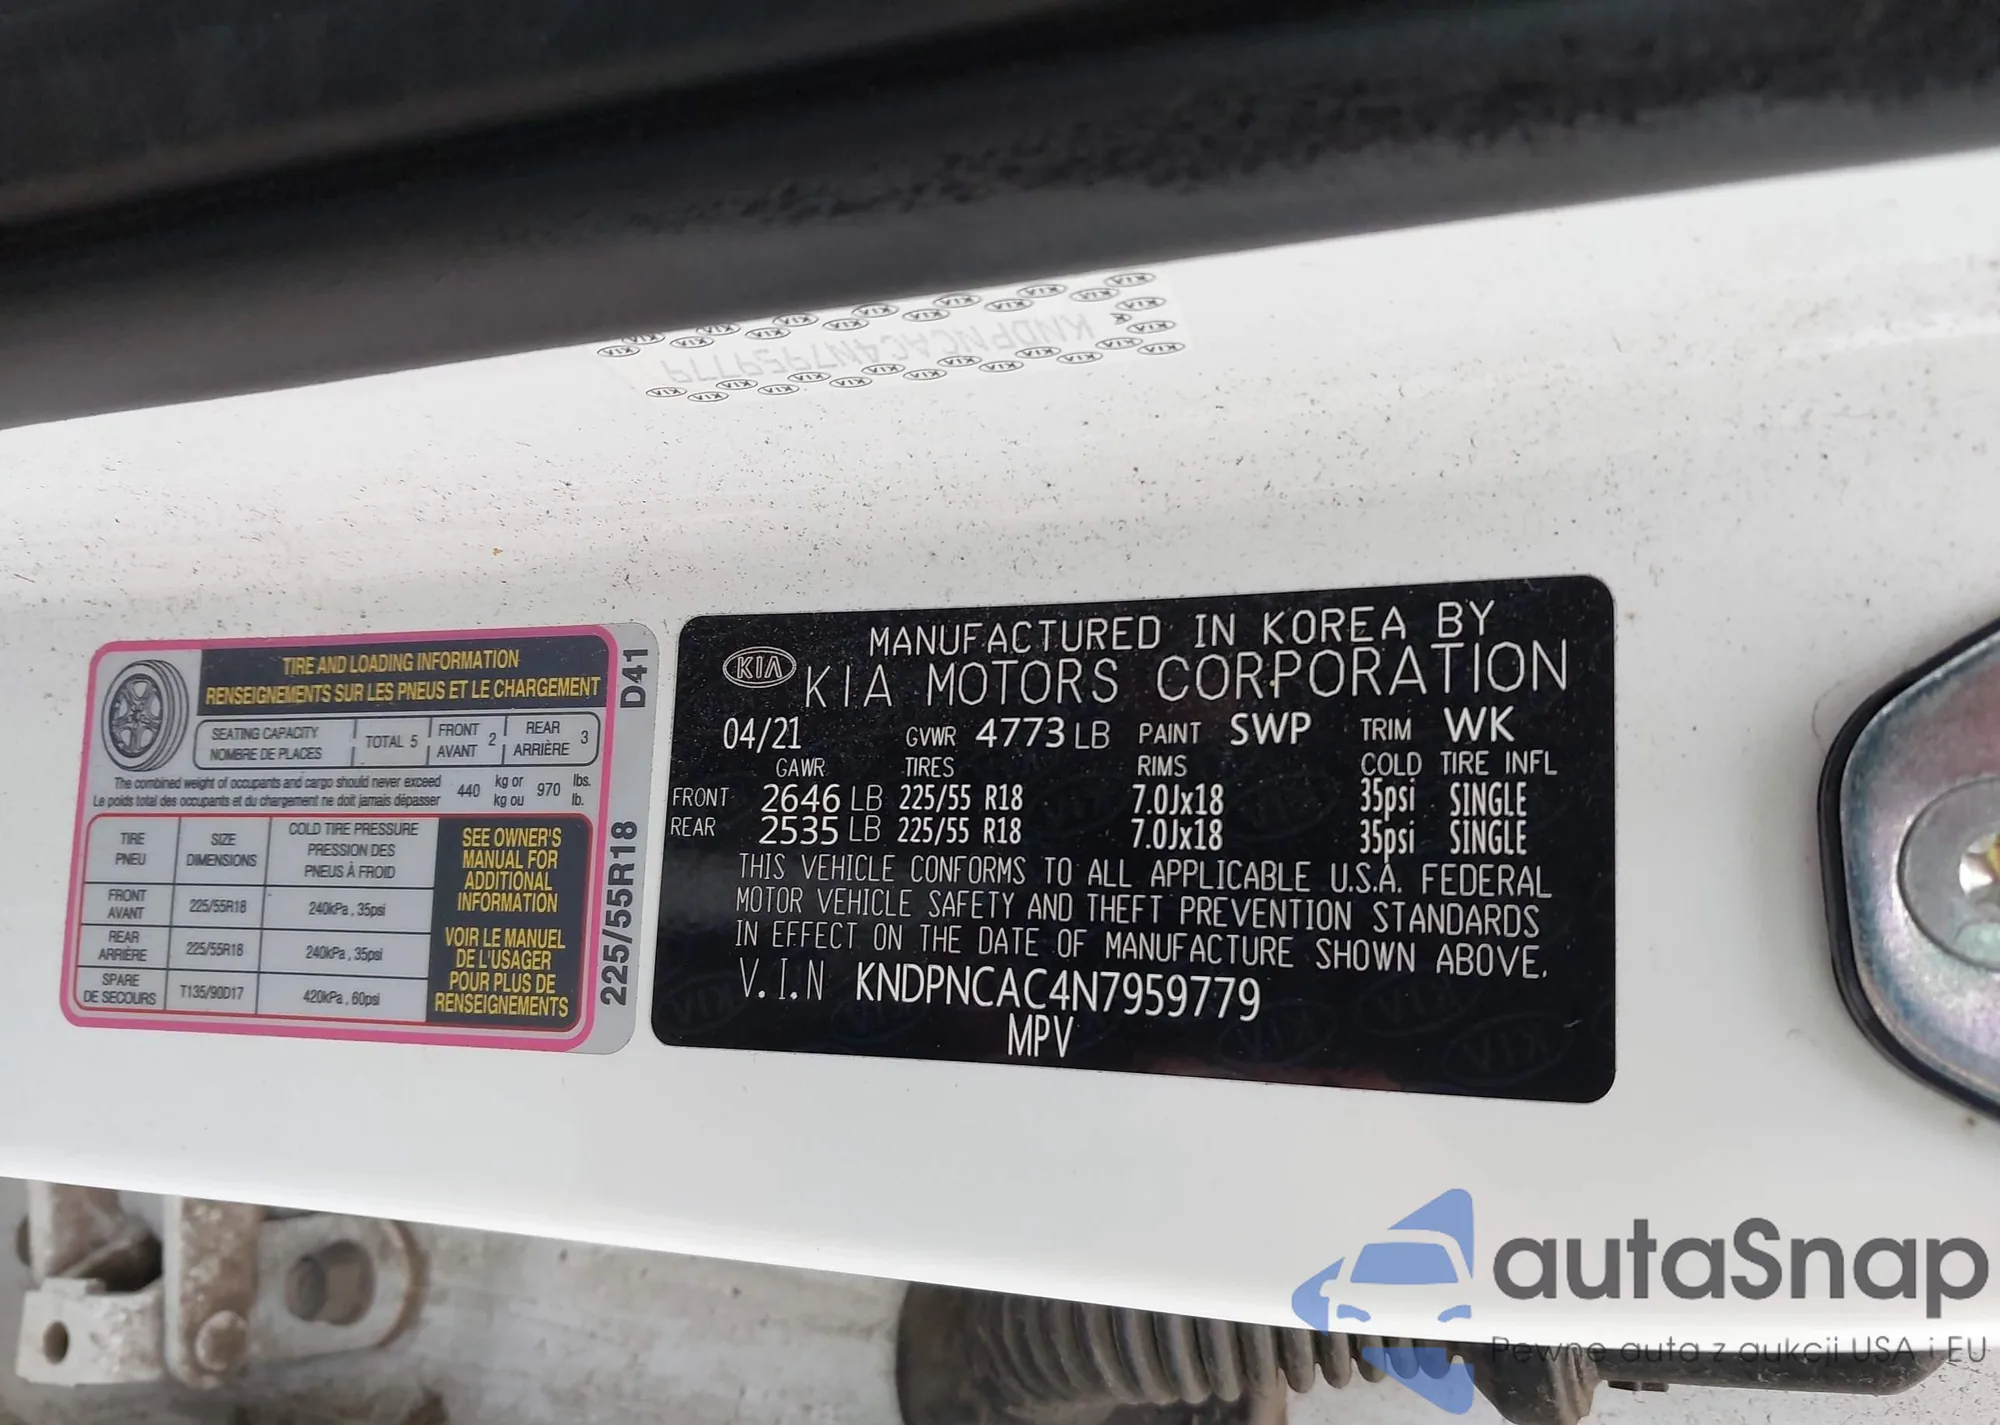 KNDPNCAC4N7959779
TIRE AND LOADING INFORMATION
RENSEIGNEMENTS SUR LES PNEUS ET LE CHARGEMENT
SEATING CAPACITY
NOMBRE DE PLACES
TOTAL 5
FRONT
AVANT
2
REAR
ARRIÈRE
3
The combined weight of occupants and cargo should never exceed
Le poids total des occupants et du chargement ne doit jamais dépasser
440
kg or
kg ou
970
lbs.
lb.
TIRE
PNEU
SIZE
DIMENSIONS
COLD TIRE PRESSURE
PRESSION DES
PNEUS À FROID
FRONT
AVANT
225/55R18
240kPa, 35psi
REAR
ARRIÈRE
225/55R18
240kPa, 35psi
SPARE
DE SECOURS
T135/90D17
420kPa, 60psi
SEE OWNER'S
MANUAL FOR
ADDITIONAL
INFORMATION
VOIR LE MANUEL
DE L'USAGER
POUR PLUS DE
RENSEIGNEMENTS
D41
225/55R18
MANUFACTURED IN KOREA BY
KIA KIA MOTORS CORPORATION
04/21 GVWR 4773 LB PAINT SWP TRIM WK
GAWR TIRES RIMS COLD TIRE INFL
FRONT 2646 LB 225/55 R18 7.0Jx18 35psi SINGLE
REAR 2535 LB 225/55 R18 7.0Jx18 35psi SINGLE
THIS VEHICLE CONFORMS TO ALL APPLICABLE U.S.A. FEDERAL
MOTOR VEHICLE SAFETY AND THEFT PREVENTION STANDARDS
IN EFFECT ON THE DATE OF MANUFACTURE SHOWN ABOVE.
V.I.N KNDPNCAC4N7959779
MPV
autaSnap
Pewne auta z aukcji USA i EU